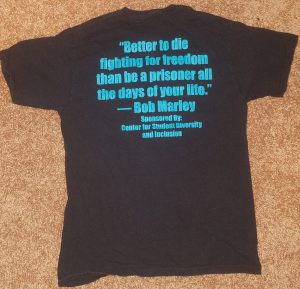 “Better to die
fighting for freedom
than be a prisoner all
the days of your life.”
— Bob Marley
Sponsored By:
Center for Student Diversity
and Inclusion